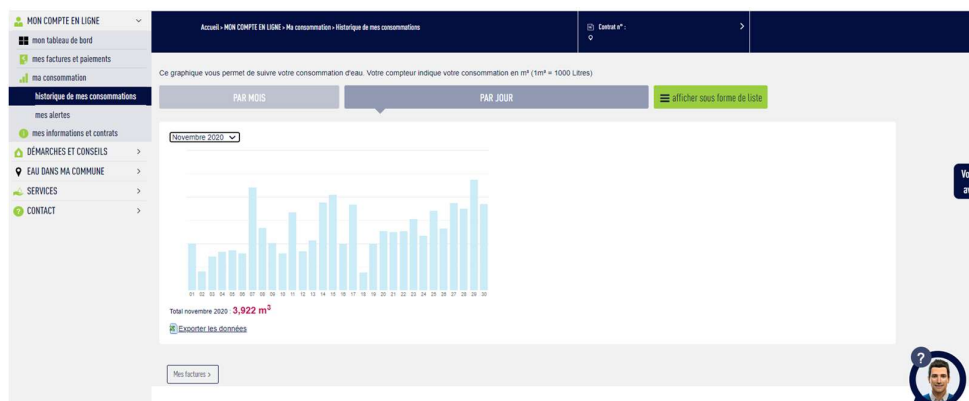 MON COMPTE EN LIGNE
mon tableau de bord
mes factures et paiements
ma consommation
historique de mes consommations
mes alertes
mes informations et contrats
DÉMARCHES ET CONSEILS
EAU DANS MA COMMUNE
SERVICES
CONTACT
Accueil > MON COMPTE EN LIGNE > Ma consommation > Historique de mes consommations
Contrat n° :
Ce graphique vous permet de suivre votre consommation d'eau. Votre compteur indique votre consommation en m³ (1m³ = 1000 Litres)
PAR MOIS
PAR JOUR
afficher sous forme de liste
Novembre 2020
01 02 03 04 05 06 07 08 09 10 11 12 13 14 15 16 17 18 19 20 21 22 23 24 25 26 27 28 29 30
Total novembre 2020 : 3,922 m³
Exporter les données
Mes factures >
Vo
av
?